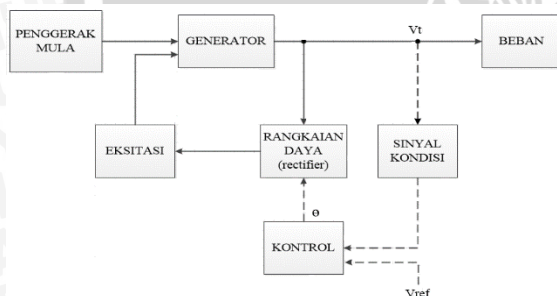 PENGGERAK
MULA
GENERATOR
Vt
BEBAN
EKSITASI
RANGKAIAN
DAYA
(rectifier)
SINYAL
KONDISI
ɵ
KONTROL
Vref